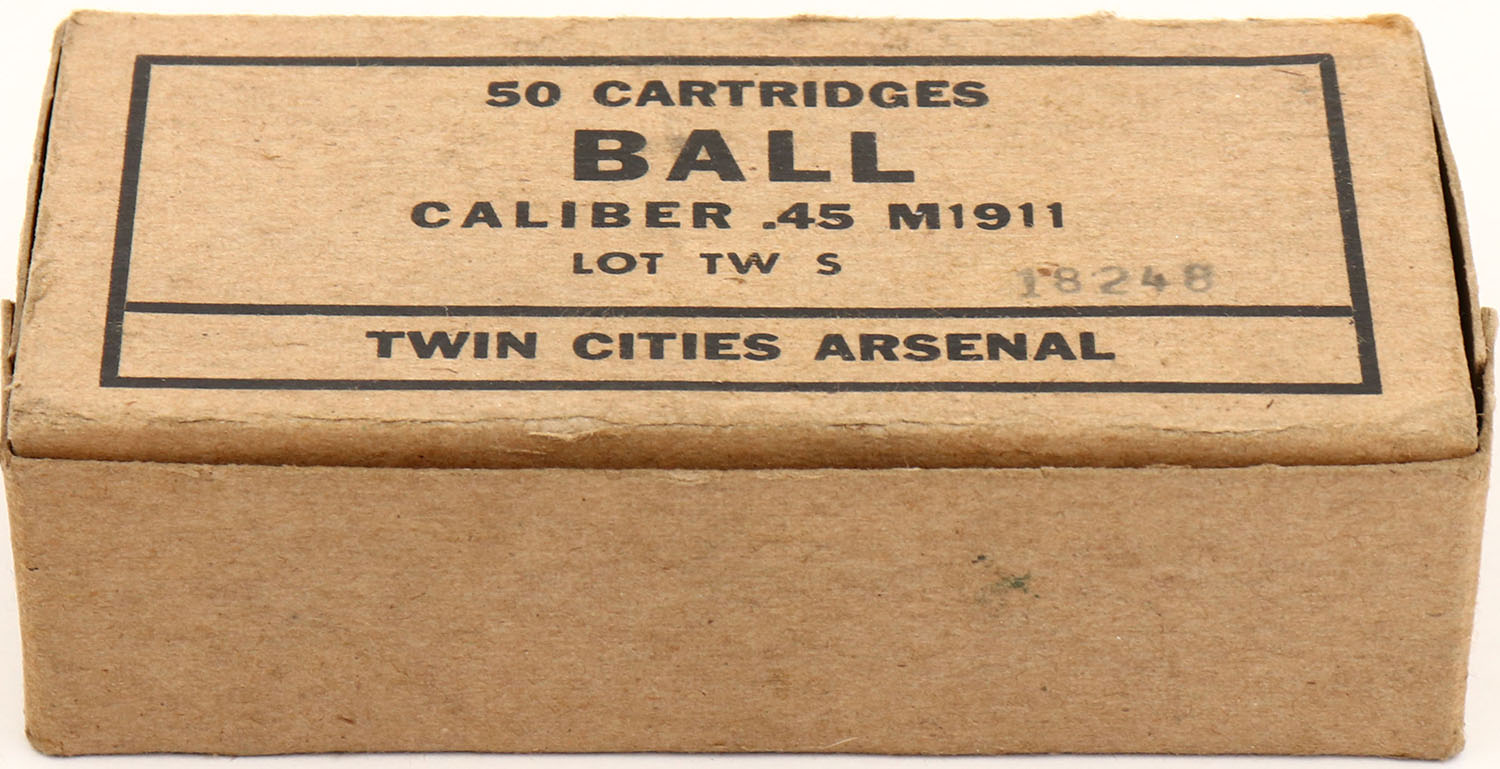 50 CARTRIDGES
BALL
CALIBER .45 M1911
LOT TW S 18248
TWIN CITIES ARSENAL